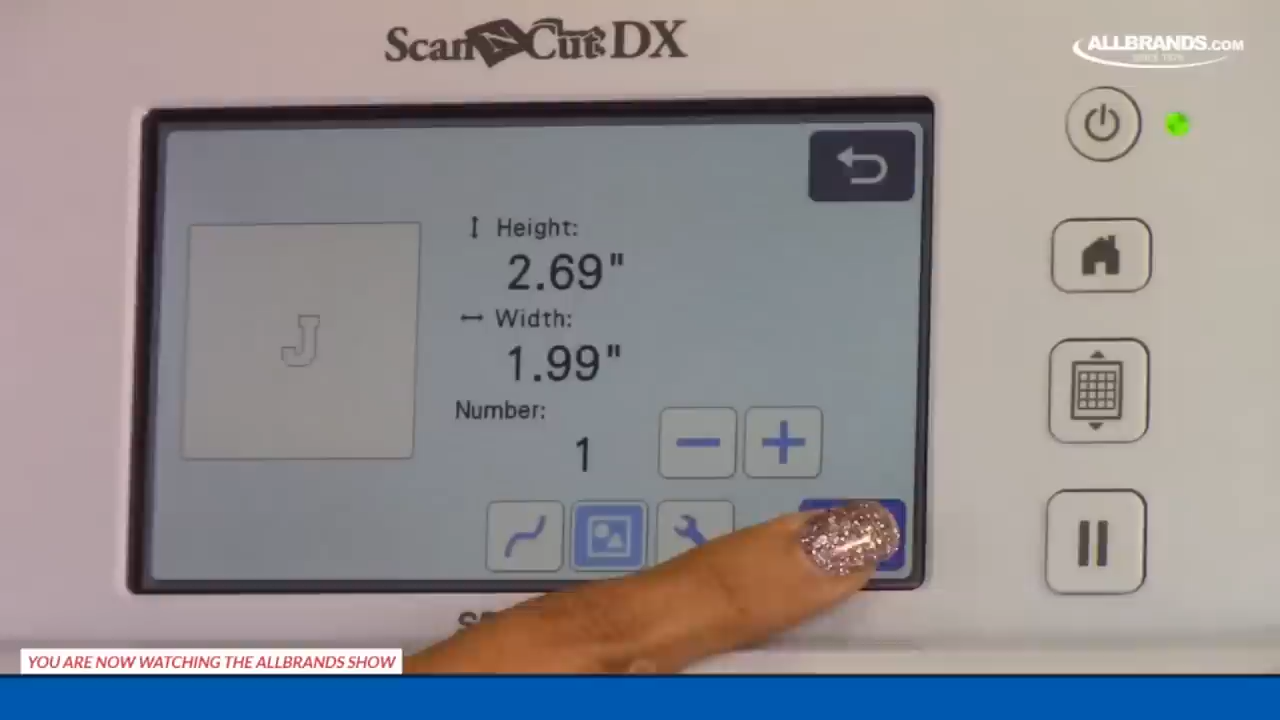 ScanNCut DX
ALLBRANDS.COM
SINCE 1976
Height:
2.69"
Width:
1.99"
J
Number:
1
YOU ARE NOW WATCHING THE ALLBRANDS SHOW